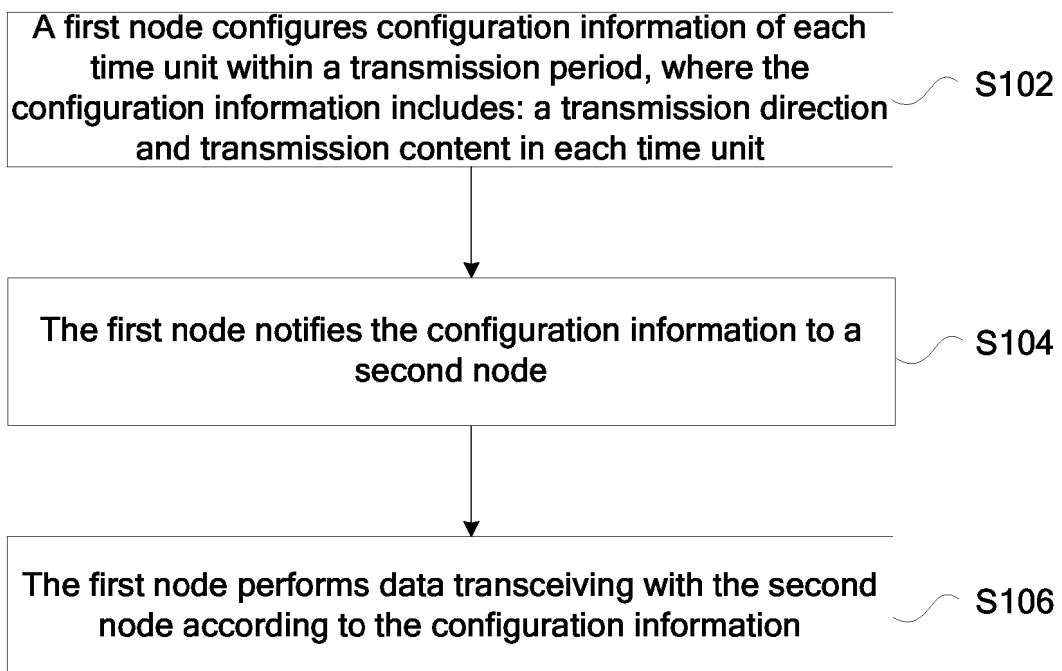 A first node configures configuration information of each
time unit within a transmission period, where the
configuration information includes: a transmission direction
and transmission content in each time unit
S102
The first node notifies the configuration information to a
second node
S104
The first node performs data transceiving with the second
node according to the configuration information
S106